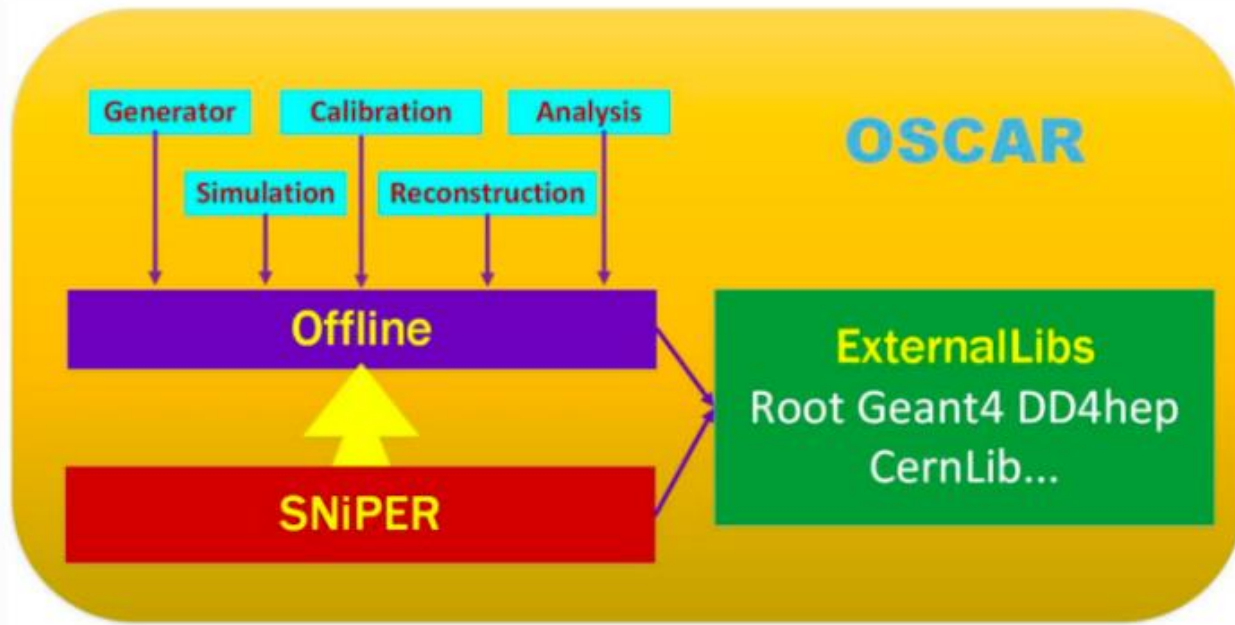 Generator
Calibration
Analysis
OSCAR
Simulation
Reconstruction
Offline
ExternalLibs
Root Geant4 DD4hep
CernLib...
SNiPER